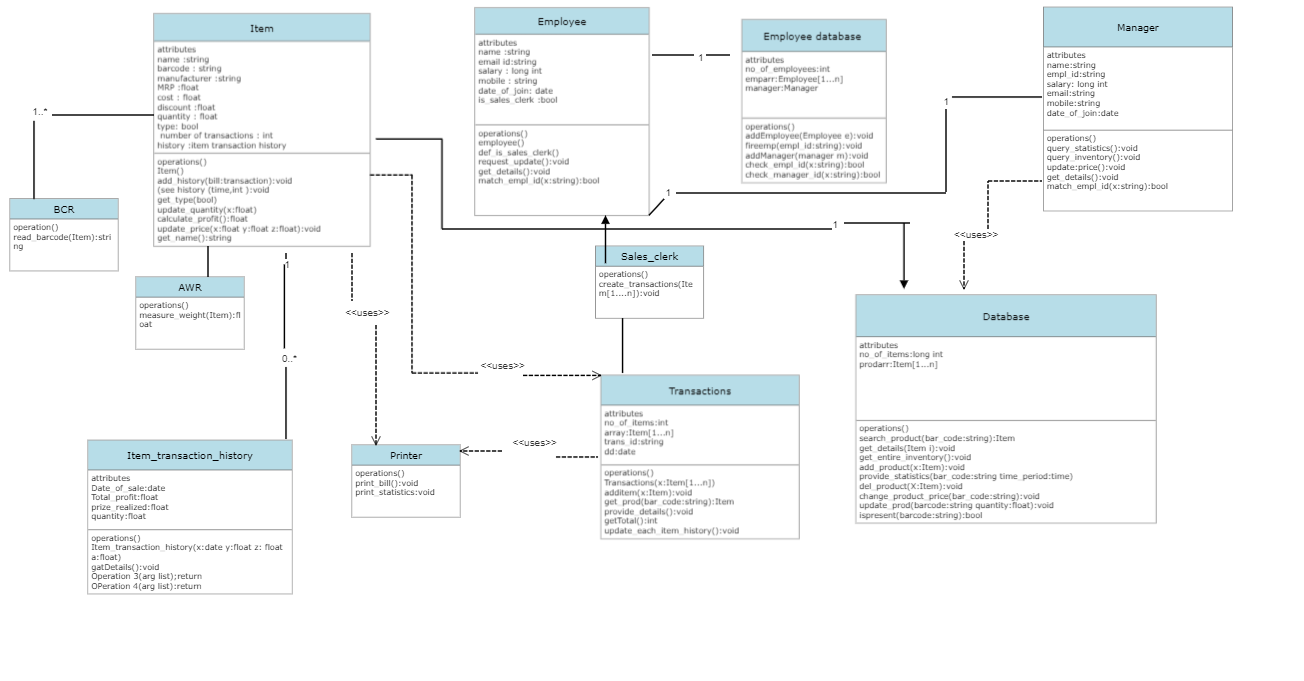 Item
attributes
name :string
barcode : string
manufacturer :string
MRP :float
cost : float
discount :float
quantity : float
type: bool
number of transactions : int
history :item transaction history
operations()
Item()
add_history(bill:transaction):void
(see history (time,int ):void
get_type(bool)
update_quantity(x:float)
calculate_profit():float
update_price(x:float y:float z:float):void
get_name():string
Employee
attributes
name :string
email id:string
salary : long int
mobile : string
date_of_join: date
is_sales_clerk :bool
operations()
employee()
def_is_sales_clerk()
request_update():void
get_details():void
match_empl_id(x:string):bool
1
Employee database
attributes
no_of_employees:int
emparr:Employee[1...n]
manager:Manager
operations()
addEmployee(Employee e):void
fireemp(empl_id:string):void
addManager(manager m):void
check_empl_id(x:string):bool
check_manager_id(x:string):bool
Manager
attributes
name:string
empl_id:string
salary: long int
email:string
mobile:string
date_of_join:date
operations()
query_statistics():void
query_inventory():void
update:price():void
get_details():void
match_empl_id(x:string):bool
1..*
1
1
1
<<uses>>
BCR
operation()
read_barcode(Item):stri
ng
AWR
operations()
measure_weight(Item):fl
oat
1
0..*
<<uses>>
<<uses>>
Sales_clerk
operations()
create_transactions(Ite
m[1....n]):void
Database
attributes
no_of_items:long int
prodarr:Item[1...n]
operations()
search_product(bar_code:string):Item
get_details(Item i):void
get_entire_inventory():void
add_product(x:Item):void
provide_statistics(bar_code:string time_period:time)
del_product(X:Item):void
change_product_price(bar_code:string):void
update_prod(barcode:string quantity:float):void
ispresent(barcode:string):bool
Transactions
attributes
no_of_items:int
array:Item[1...n]
trans_id:string
dd:date
operations()
Transactions(x:Item[1...n])
additem(x:Item):void
get_prod(bar_code:string):Item
provide_details():void
getTotal():int
update_each_item_history():void
<<uses>>
Printer
operations()
print_bill():void
print_statistics:void
Item_transaction_history
attributes
Date_of_sale:date
Total_profit:float
prize_realized:float
quantity:float
operations()
Item_transaction_history(x:date y:float z: float
a:float)
gatDetails():void
Operation 3(arg list);return
OPeration 4(arg list):return